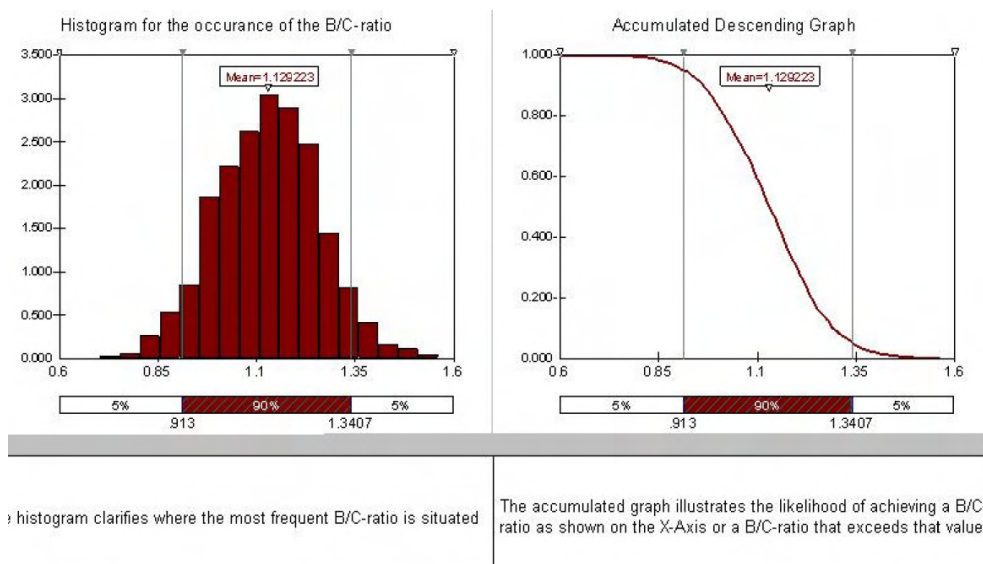 Histogram for the occurance of the B/C-ratio
3.500
3.000
2.500
2.000
1.500
1.000
0.500
0.000
Mean=1.129223
0.6 0.85 1.1 1.35 1.6
5% 90% 5%
.913 1.3407
Accumulated Descending Graph
1.000
0.800
0.600
0.400
0.200
0.000
Mean=1.129223
0.6 0.85 1.1 1.35 1.6
5% 90% 5%
.913 1.3407
histogram clarifies where the most frequent B/C-ratio is situated
The accumulated graph illustrates the likelihood of achieving a B/C
ratio as shown on the X-Axis or a B/C-ratio that exceeds that value